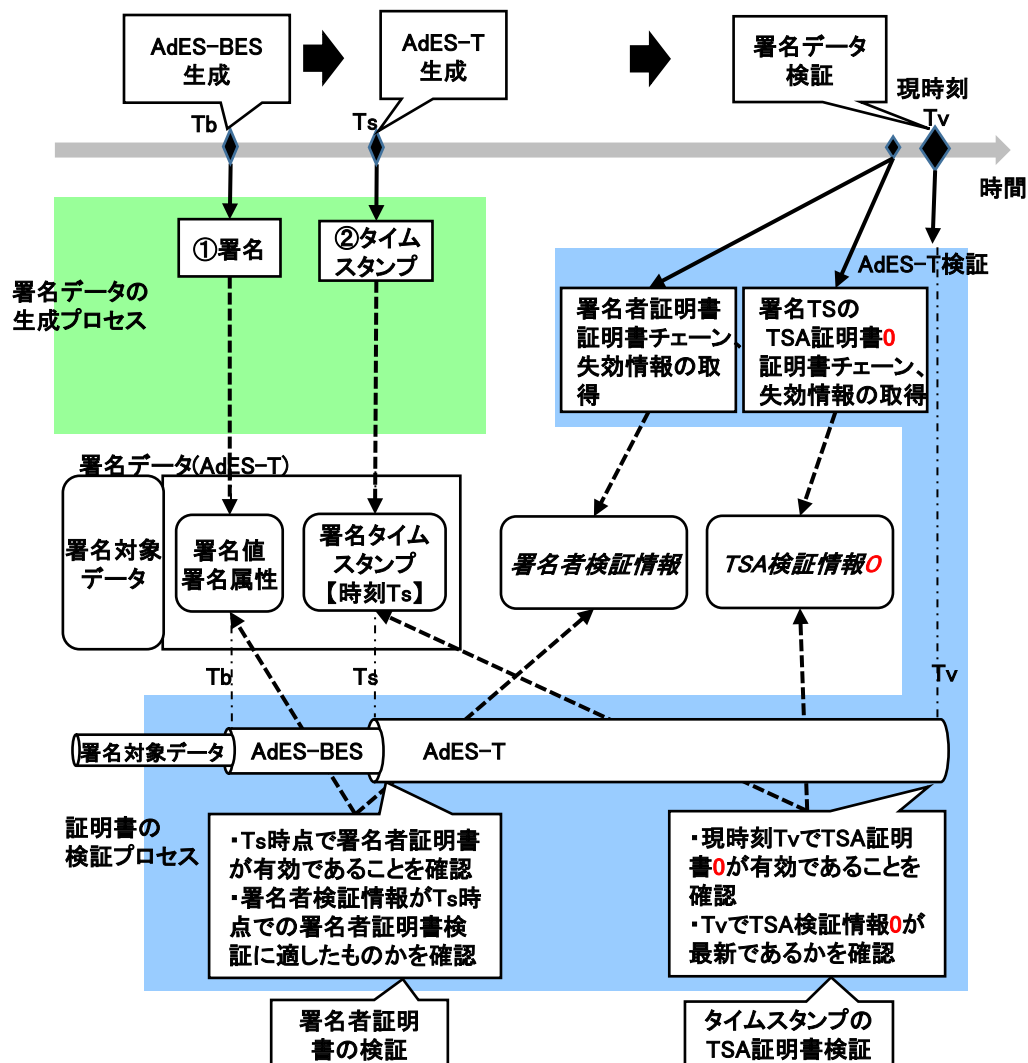 AdES-BES
生成
AdES-T
生成
署名データ
検証
現時刻
Tb
Ts
Tv
時間
①署名
②タイム
スタンプ
AdES-T検証
署名データの
生成プロセス
署名者証明書
証明書チェーン、
失効情報の取
得
署名TSの
TSA証明書0
証明書チェーン、
失効情報の取得
署名データ(AdES-T)
署名対象
データ
署名値
署名属性
署名タイム
スタンプ
【時刻Ts】
署名者検証情報
TSA検証情報0
Tb
Ts
Tv
署名対象データ
AdES-BES
AdES-T
証明書の
検証プロセス
・Ts時点で署名者証明書
が有効であることを確認
・署名者検証情報がTs時
点での署名者証明書検
証に適したものかを確認
・現時刻TvでTSA証明
書0が有効であることを
確認
・TvでTSA検証情報0が
最新であるかを確認
署名者証明
書の検証
タイムスタンプの
TSA証明書検証